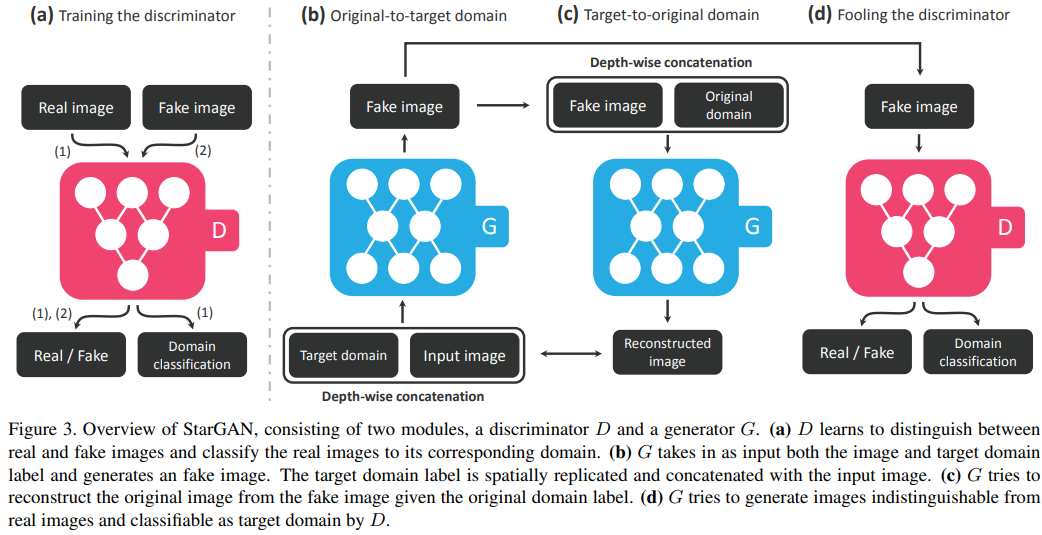 (a) Training the discriminator
(b) Original-to-target domain
(c) Target-to-original domain
(d) Fooling the discriminator
Real image
Fake image
(1)
(2)
D
(1), (2)
(1)
Real / Fake
Domain
classification
Fake image
G
Target domain
Input image
Depth-wise concatenation
Depth-wise concatenation
Fake image
Original
domain
G
Reconstructed
image
Fake image
D
Real / Fake
Domain
classification
Figure 3. Overview of StarGAN, consisting of two modules, a discriminator D and a generator G. (a) D learns to distinguish between
real and fake images and classify the real images to its corresponding domain. (b) G takes in as input both the image and target domain
label and generates an fake image. The target domain label is spatially replicated and concatenated with the input image. (c) G tries to
reconstruct the original image from the fake image given the original domain label. (d) G tries to generate images indistinguishable from
real images and classifiable as target domain by D.